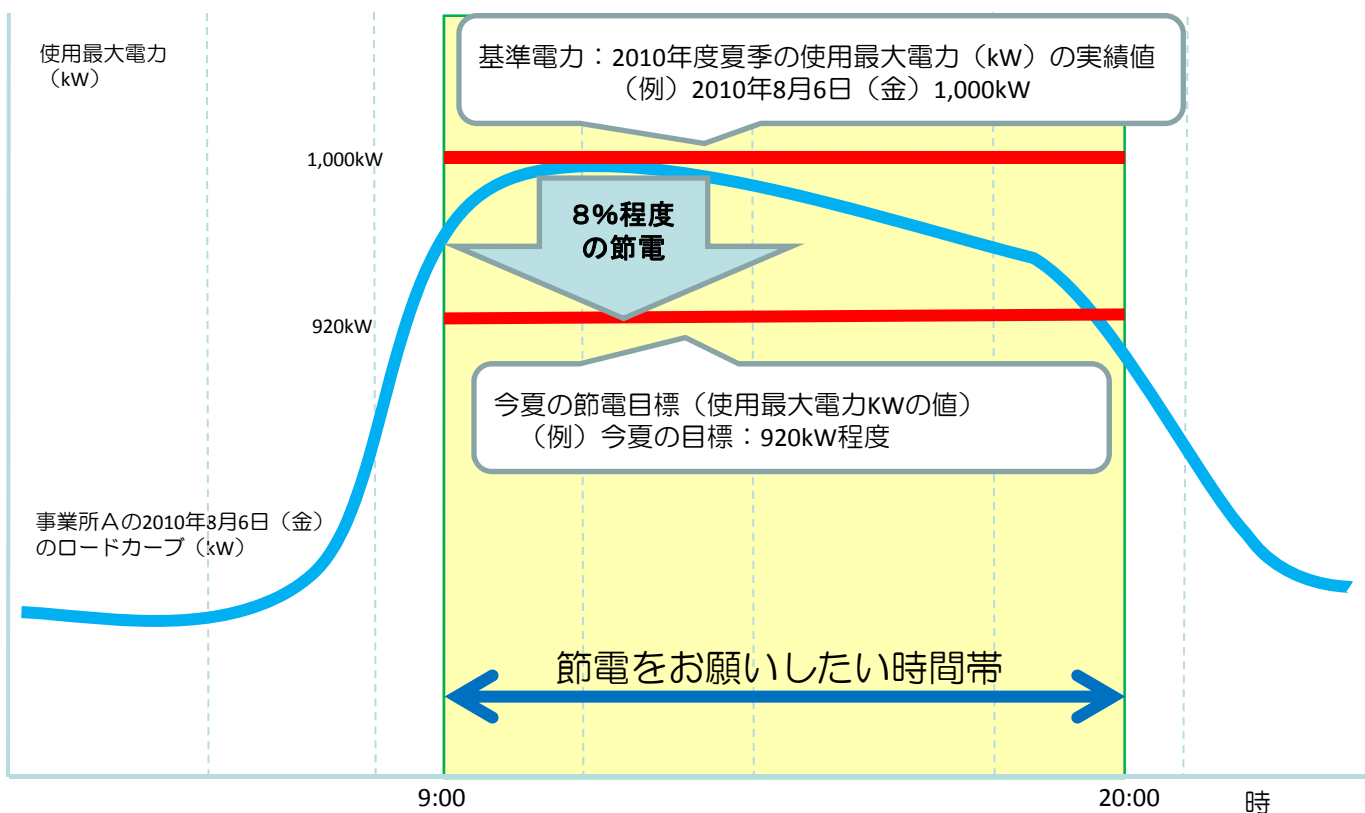 使用最大電力
(kW)
基準電力：2010年度夏季の使用最大電力（kW）の実績値
（例）2010年8月6日（金）1,000kW
1,000kW
8%程度
の節電
920kW
今夏の節電目標（使用最大電力KWの値）
（例）今夏の目標：920kW程度
事業所Aの2010年8月6日（金）
のロードカーブ（kW）
節電をお願いしたい時間帯
9:00
20:00
時